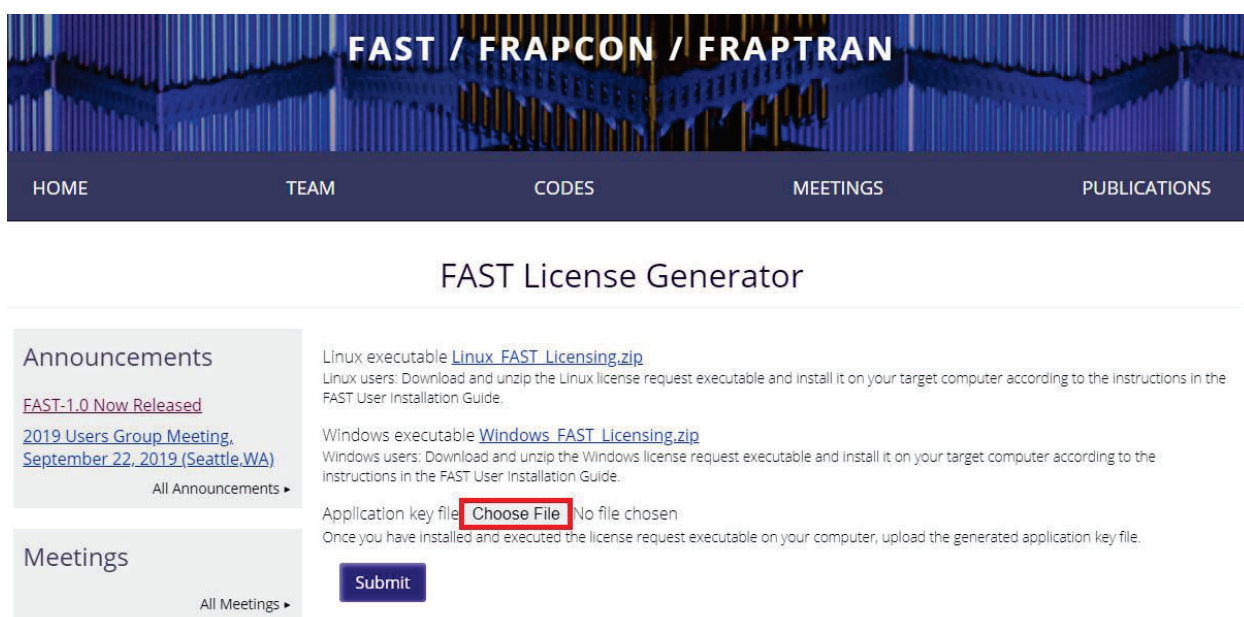 FAST / FRAPCON / FRAPTRAN
HOME TEAM CODES MEETINGS PUBLICATIONS
FAST License Generator
Announcements
FAST-1.0 Now Released
2019 Users Group Meeting,
September 22, 2019 (Seattle,WA)
All Announcements ▸
Meetings
All Meetings ▸
Linux executable Linux_FAST_Licensing.zip
Linux users: Download and unzip the Linux license request executable and install it on your target computer according to the instructions in the
FAST User Installation Guide.
Windows executable Windows_FAST_Licensing.zip
Windows users: Download and unzip the Windows license request executable and install it on your target computer according to the
instructions in the FAST User Installation Guide.
Application key file Choose File No file chosen
Once you have installed and executed the license request executable on your computer, upload the generated application key file.
Submit